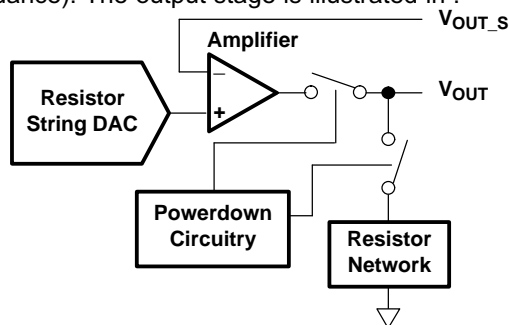 dance). The output stage is illustrated in .
VOUT_S
Amplifier
–
Resistor
String DAC
+
VOUT
Powerdown
Circuitry
Resistor
Network